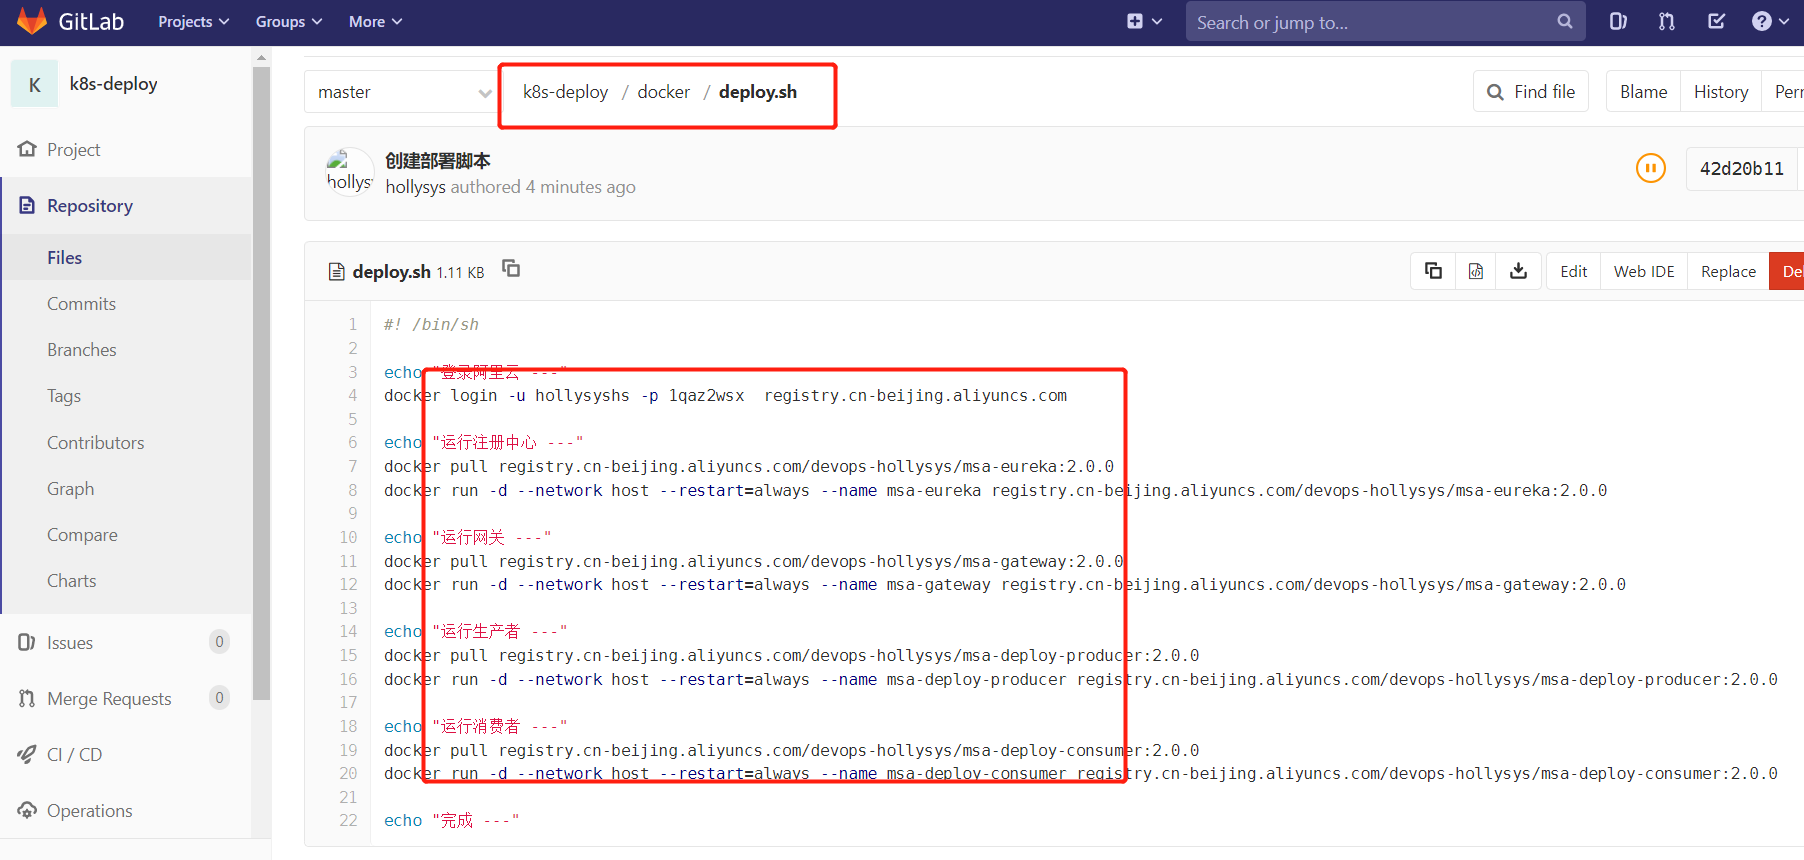 GitLab Projects Groups More Search or jump to...
K k8s-deploy
Project
Repository
Files
Commits
Branches
Tags
Contributors
Graph
Compare
Charts
Issues 0
Merge Requests 0
CI / CD
Operations
master k8s-deploy / docker / deploy.sh Find file Blame History
hollys 创建部署脚本
hollysys authored 4 minutes ago 42d20b11
deploy.sh 1.11 KB Edit Web IDE Replace
1 #! /bin/sh
2
3 echo "登录阿里云 ---"
4 docker login -u hollysyshs -p 1qaz2wsx  registry.cn-beijing.aliyuncs.com
5
6 echo "运行注册中心 ---"
7 docker pull registry.cn-beijing.aliyuncs.com/devops-hollysys/msa-eureka:2.0.0
8 docker run -d --network host --restart=always --name msa-eureka registry.cn-beijing.aliyuncs.com/devops-hollysys/msa-eureka:2.0.0
9
10 echo "运行网关 ---"
11 docker pull registry.cn-beijing.aliyuncs.com/devops-hollysys/msa-gateway:2.0.0
12 docker run -d --network host --restart=always --name msa-gateway registry.cn-beijing.aliyuncs.com/devops-hollysys/msa-gateway:2.0.0
13
14 echo "运行生产者 ---"
15 docker pull registry.cn-beijing.aliyuncs.com/devops-hollysys/msa-deploy-producer:2.0.0
16 docker run -d --network host --restart=always --name msa-deploy-producer registry.cn-beijing.aliyuncs.com/devops-hollysys/msa-deploy-producer:2.0.0
17
18 echo "运行消费者 ---"
19 docker pull registry.cn-beijing.aliyuncs.com/devops-hollysys/msa-deploy-consumer:2.0.0
20 docker run -d --network host --restart=always --name msa-deploy-consumer registry.cn-beijing.aliyuncs.com/devops-hollysys/msa-deploy-consumer:2.0.0
21
22 echo "完成 ---"